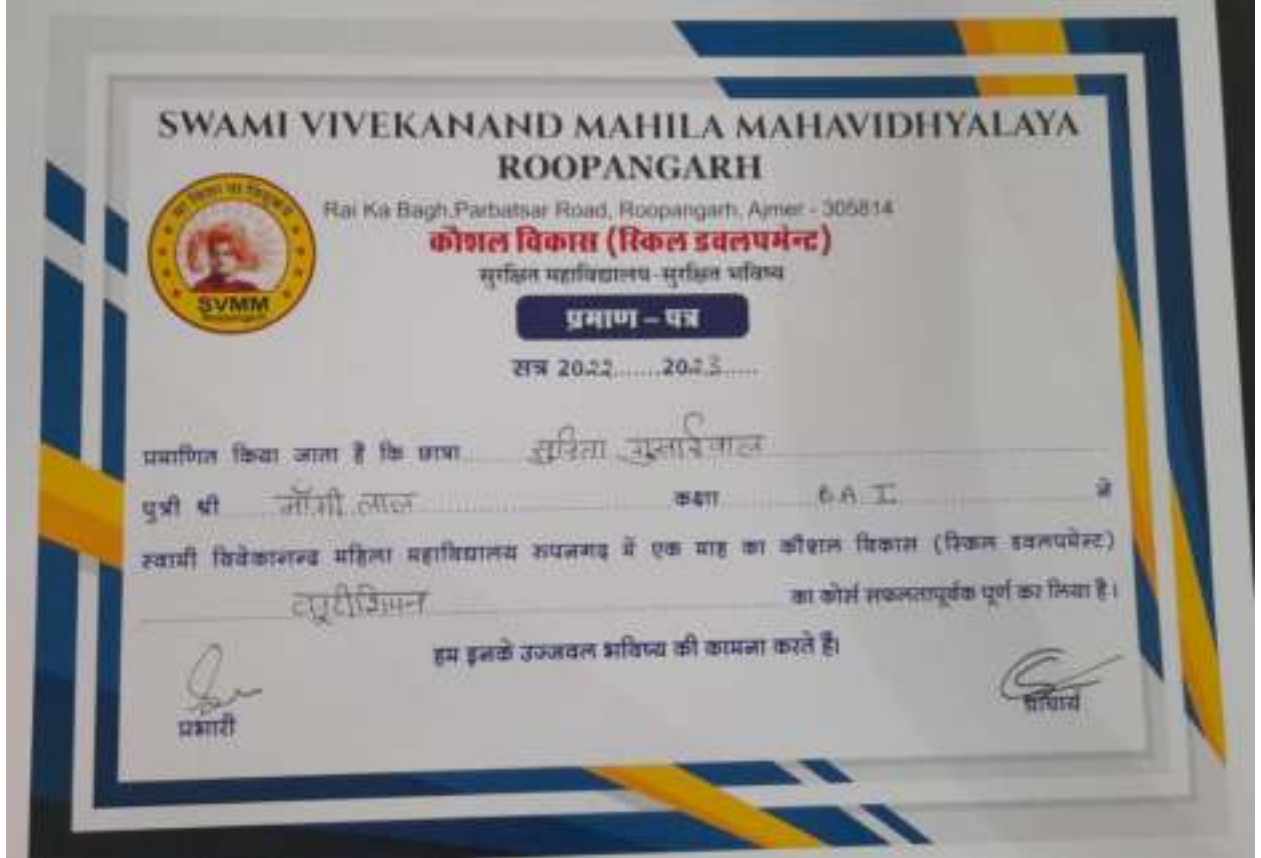 SWAMI VIVEKANAND MAHILA MAHAVIDHYALAYA
ROOPANGARH
Rai Ka Bagh,Parbatsar Road, Roopangarh, Ajmer - 305814
कौशल विकास (स्किल डवलपमेन्ट)
सुरक्षित महाविद्यालय-सुरक्षित भविष्य
सा विद्या या विमुक्तये
SVMM
Roopangarh
प्रमाण – पत्र
सत्र 2022.......2023.....
प्रमाणित किया जाता है कि छात्रा
पुत्री श्री लाल कक्षा B A I ने
स्वामी विवेकानन्द महिला महाविद्यालय रुपनगढ़ में एक माह का कौशल विकास (स्किल डवलपमेन्ट)
का कोर्स सफलतापूर्वक पूर्ण कर लिया है।
हम इनके उज्जवल भविष्य की कामना करते है।
प्रभारी
प्राचार्य